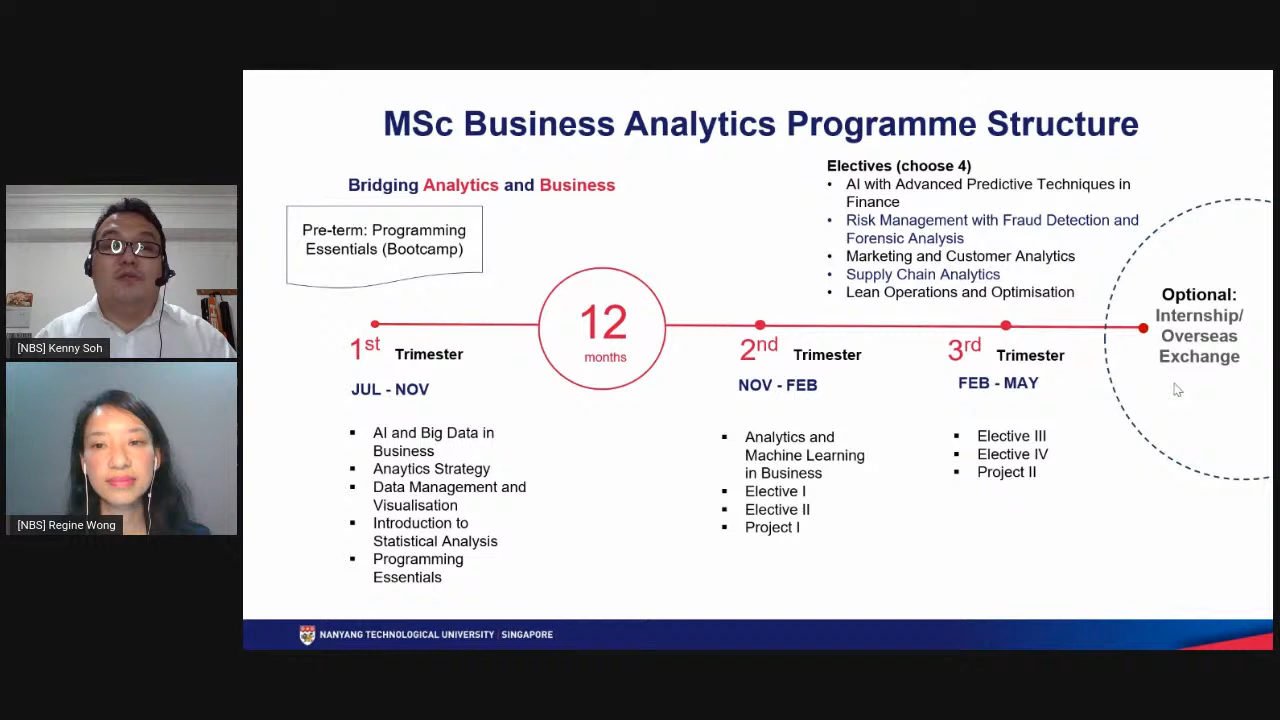 MSc Business Analytics Programme Structure
Bridging Analytics and Business
Pre-term: Programming
Essentials (Bootcamp)
Electives (choose 4)
• AI with Advanced Predictive Techniques in
Finance
• Risk Management with Fraud Detection and
Forensic Analysis
• Marketing and Customer Analytics
• Supply Chain Analytics
• Lean Operations and Optimisation
12
months
1st Trimester
JUL - NOV
▪ AI and Big Data in
Business
▪ Anaytics Strategy
▪ Data Management and
Visualisation
▪ Introduction to
Statistical Analysis
▪ Programming
Essentials
2nd Trimester
NOV - FEB
▪ Analytics and
Machine Learning
in Business
▪ Elective I
▪ Elective II
▪ Project I
3rd Trimester
FEB - MAY
▪ Elective III
▪ Elective IV
▪ Project II
Optional:
Internship/
Overseas
Exchange
NANYANG TECHNOLOGICAL UNIVERSITY | SINGAPORE
[NBS] Kenny Soh
[NBS] Regine Wong